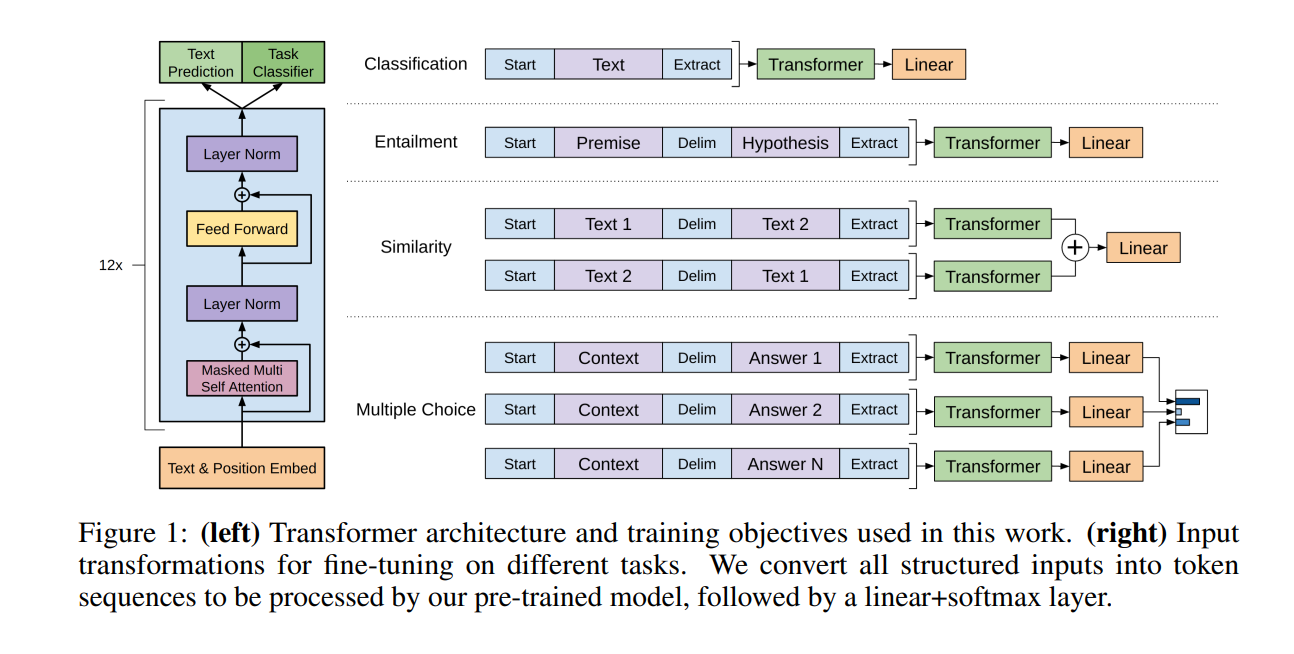 Text
Prediction
Task
Classifier
Layer Norm
Feed Forward
12x
Layer Norm
Masked Multi
Self Attention
Text & Position Embed
Classification
Start Text Extract Transformer Linear
Entailment
Start Premise Delim Hypothesis Extract Transformer Linear
Similarity
Start Text 1 Delim Text 2 Extract Transformer
Start Text 2 Delim Text 1 Extract Transformer
Linear
Multiple Choice
Start Context Delim Answer 1 Extract Transformer Linear
Start Context Delim Answer 2 Extract Transformer Linear
Start Context Delim Answer N Extract Transformer Linear
Figure 1: (left) Transformer architecture and training objectives used in this work. (right) Input
transformations for fine-tuning on different tasks. We convert all structured inputs into token
sequences to be processed by our pre-trained model, followed by a linear+softmax layer.